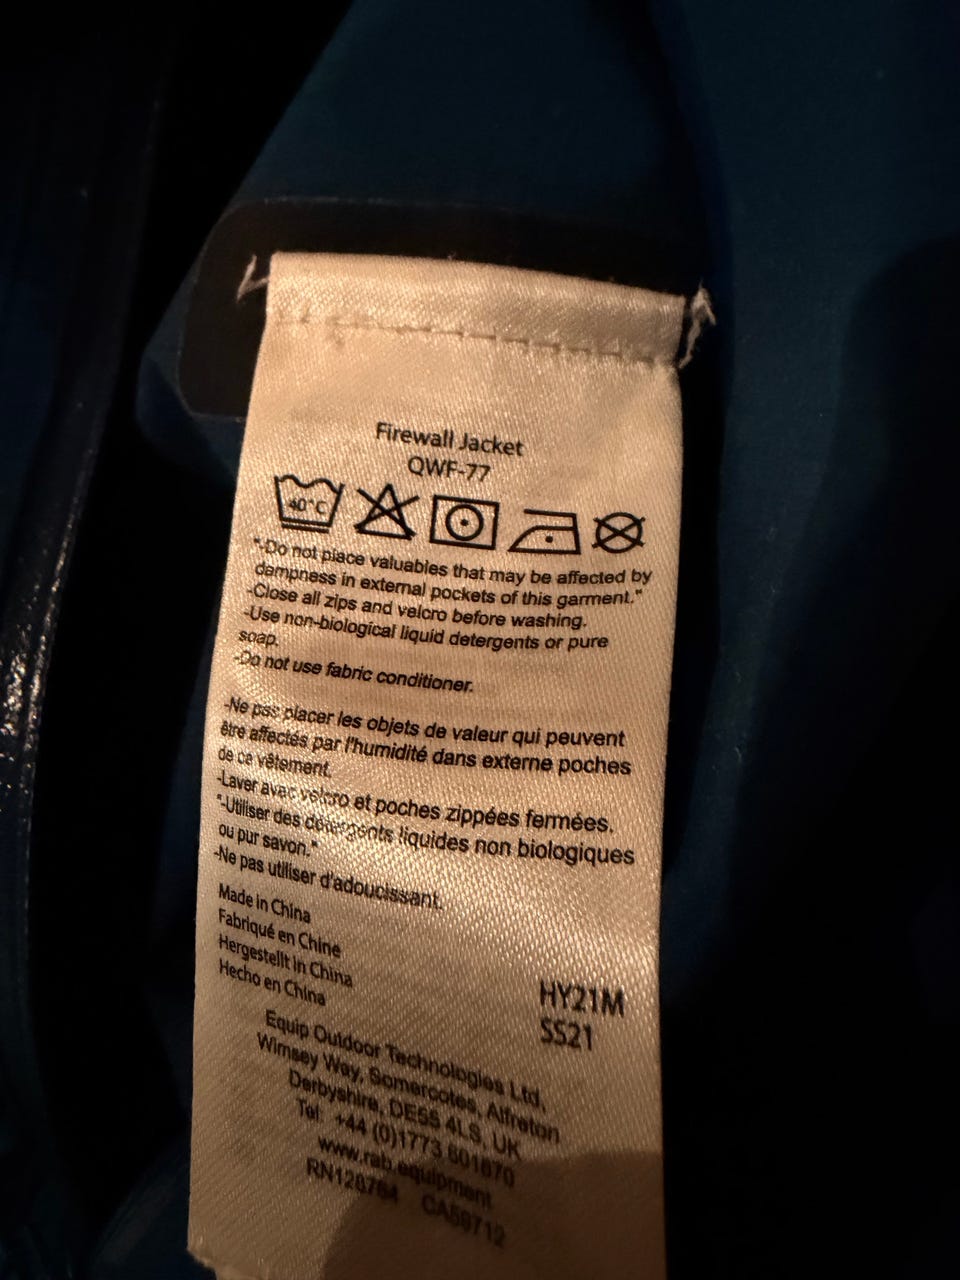 Firewall Jacket
QWF-77
40°C
"-Do not place valuables that may be affected by
dampness in external pockets of this garment."
-Close all zips and velcro before washing.
-Use non-biological liquid detergents or pure
soap.
-Do not use fabric conditioner.
-Ne pas placer les objets de valeur qui peuvent
être affectés par l'humidité dans externe poches
de ce vêtement.
-Laver avec velcro et poches zippées fermées.
"-Utiliser des détergents liquides non biologiques
ou pur savon."
-Ne pas utiliser d'adoucissant.
Made in China
Fabriqué en Chine
Hergestellt in China
Hecho en China
HY21M
SS21
Equip Outdoor Technologies Ltd,
Wimsey Way, Somercotes, Alfreton
Derbyshire, DE55 4LS, UK
Tel: +44 (0)1773 601870
www.rab.equipment
RN128764 CA59712